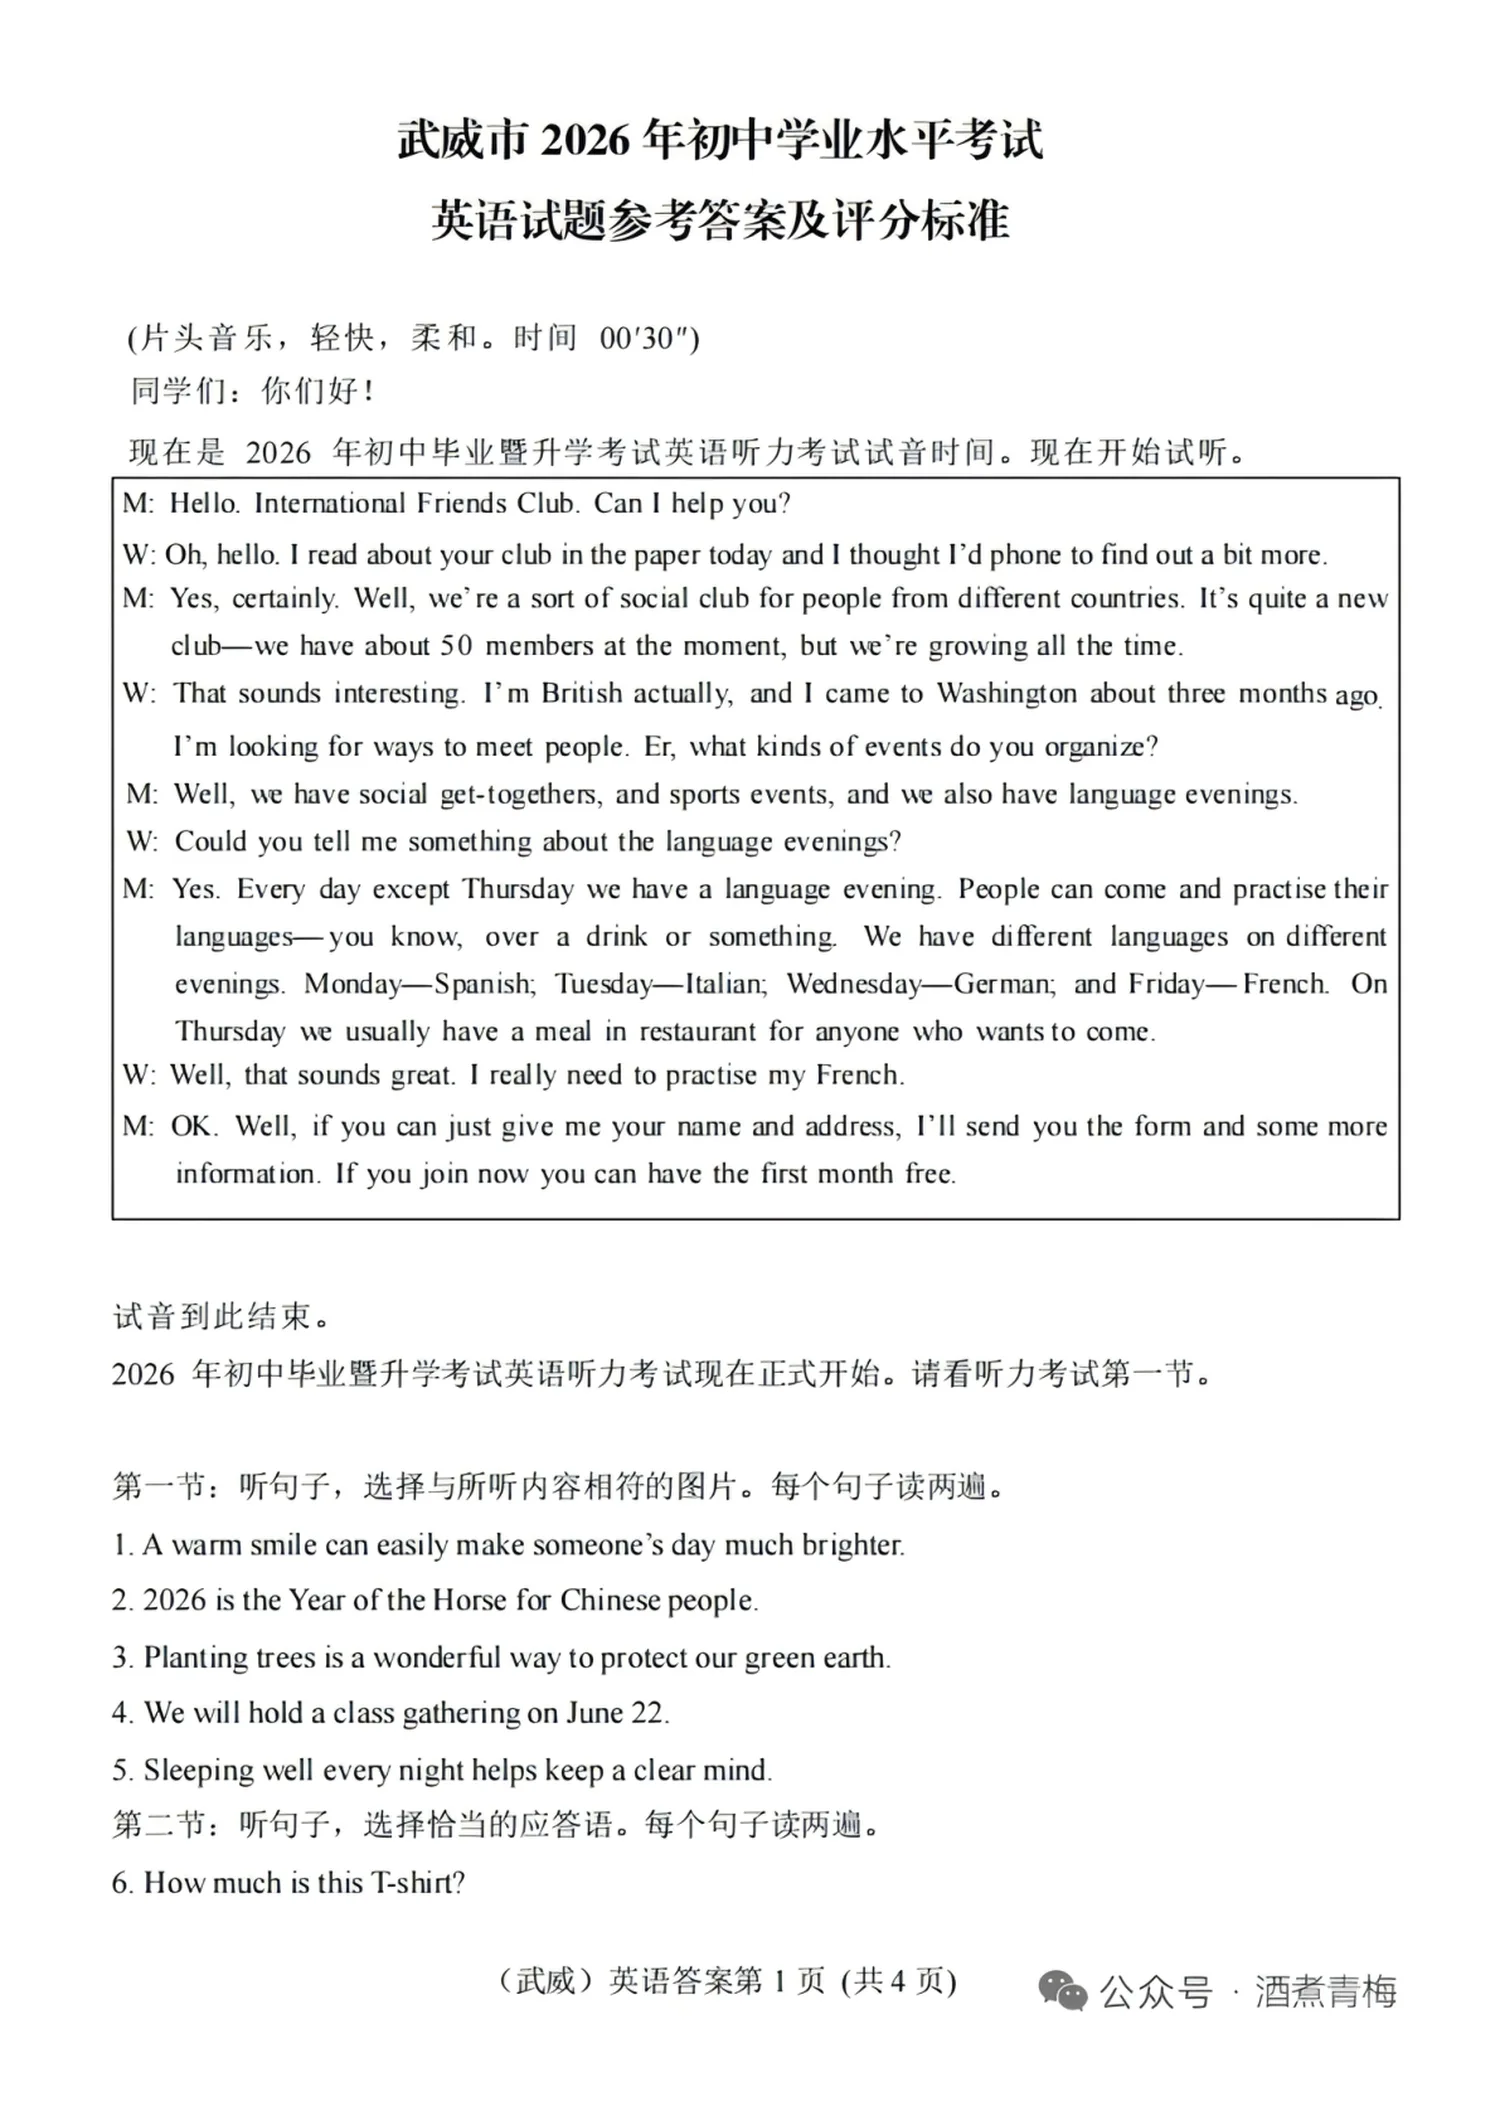 武威市 2026 年初中学业水平考试
英语试题参考答案及评分标准
(片头音乐，轻快，柔和。时间 00′30″)
同学们：你们好！
现在是 2026 年初中毕业暨升学考试英语听力考试试音时间。现在开始试听。
M: Hello. International Friends Club. Can I help you?
W: Oh, hello. I read about your club in the paper today and I thought I’d phone to find out a bit more.
M: Yes, certainly. Well, we’re a sort of social club for people from different countries. It’s quite a new
club—we have about 50 members at the moment, but we’re growing all the time.
W: That sounds interesting. I’m British actually, and I came to Washington about three months ago.
I’m looking for ways to meet people. Er, what kinds of events do you organize?
M: Well, we have social get-togethers, and sports events, and we also have language evenings.
W: Could you tell me something about the language evenings?
M: Yes. Every day except Thursday we have a language evening. People can come and practise their
languages—you know, over a drink or something. We have different languages on different
evenings. Monday—Spanish; Tuesday—Italian; Wednesday—German; and Friday—French. On
Thursday we usually have a meal in restaurant for anyone who wants to come.
W: Well, that sounds great. I really need to practise my French.
M: OK. Well, if you can just give me your name and address, I’ll send you the form and some more
information. If you join now you can have the first month free.
试音到此结束。
2026 年初中毕业暨升学考试英语听力考试现在正式开始。请看听力考试第一节。
第一节：听句子，选择与所听内容相符的图片。每个句子读两遍。
1. A warm smile can easily make someone’s day much brighter.
2. 2026 is the Year of the Horse for Chinese people.
3. Planting trees is a wonderful way to protect our green earth.
4. We will hold a class gathering on June 22.
5. Sleeping well every night helps keep a clear mind.
第二节：听句子，选择恰当的应答语。每个句子读两遍。
6. How much is this T-shirt?
（武威）英语答案第 1 页 (共 4 页)
公众号 · 酒煮青梅